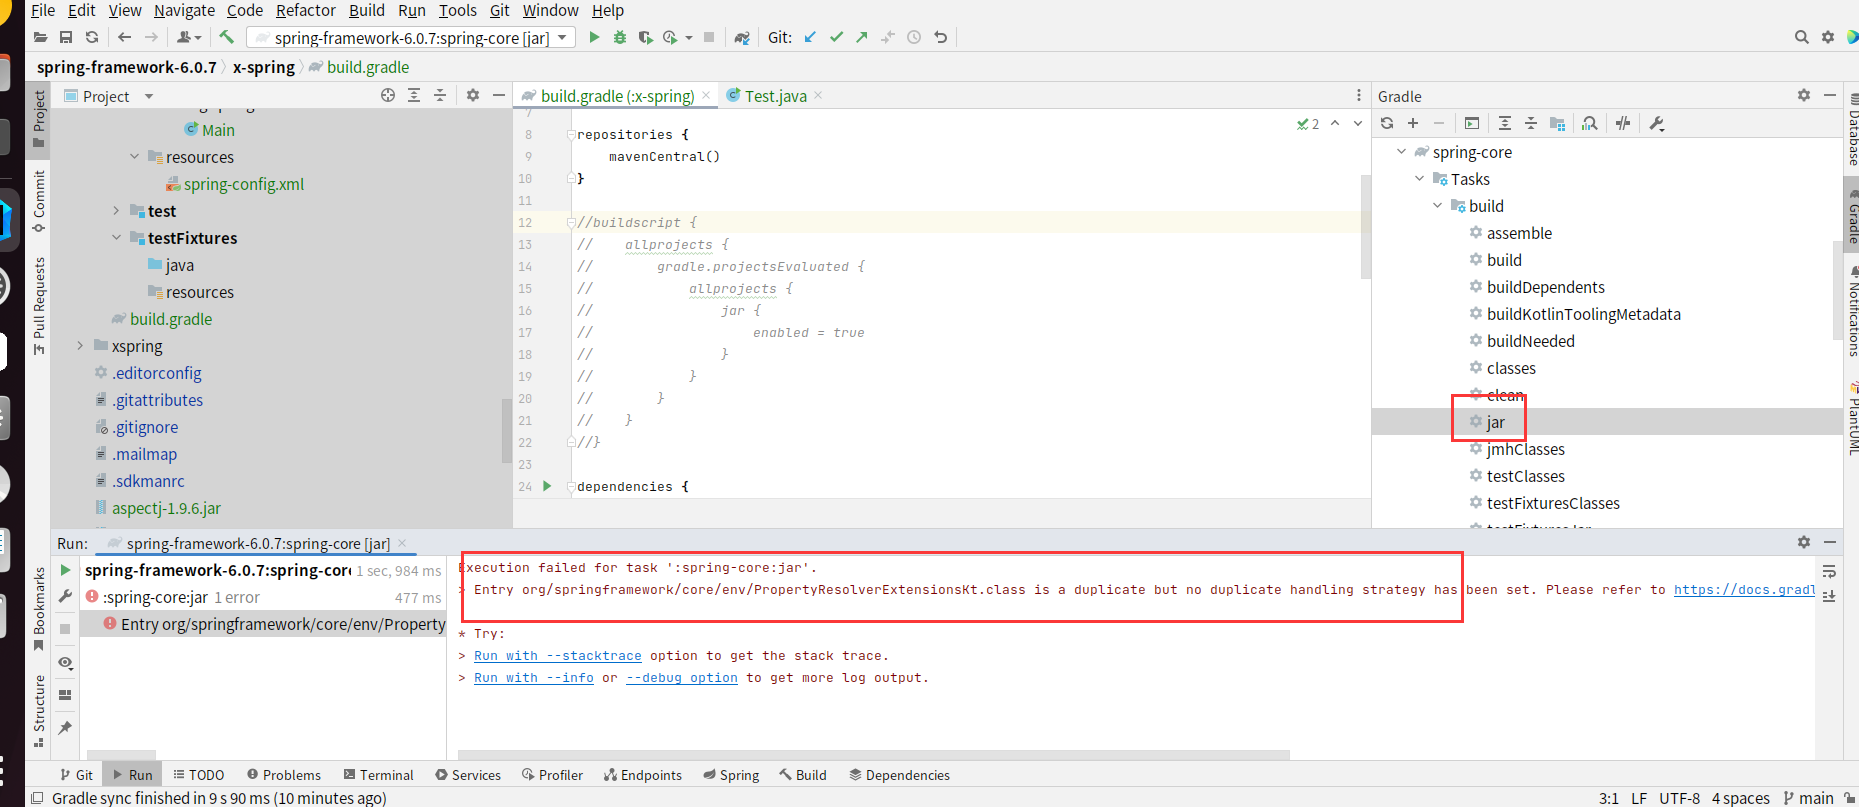 File Edit View Navigate Code Refactor Build Run Tools Git Window Help
spring-framework-6.0.7:spring-core [jar] Git:
spring-framework-6.0.7 x-spring build.gradle
Project
Project
Commit
Pull Requests
Bookmarks
Structure
Main
resources
spring-config.xml
test
testFixtures
java
resources
build.gradle
xspring
.editorconfig
.gitattributes
.gitignore
.mailmap
.sdkmanrc
aspectj-1.9.6.jar
build.gradle (:x-spring) Test.java
2
7
8 repositories {
9 mavenCentral()
10 }
11
12 //buildscript {
13 // allprojects {
14 // gradle.projectsEvaluated {
15 // allprojects {
16 // jar {
17 // enabled = true
18 // }
19 // }
20 // }
21 // }
22 //}
23
24 dependencies {
Gradle
spring-core
Tasks
build
assemble
build
buildDependents
buildKotlinToolingMetadata
buildNeeded
classes
clean
jar
jmhClasses
testClasses
testFixturesClasses
testFixturesJar
Database
Gradle
Notifications
PlantUML
Run: spring-framework-6.0.7:spring-core [jar]
spring-framework-6.0.7:spring-core 1 sec, 984 ms
:spring-core:jar 1 error 477 ms
Entry org/springframework/core/env/Property
Execution failed for task ':spring-core:jar'.
> Entry org/springframework/core/env/PropertyResolverExtensionsKt.class is a duplicate but no duplicate handling strategy has been set. Please refer to https://docs.gradl
* Try:
> Run with --stacktrace option to get the stack trace.
> Run with --info or --debug option to get more log output.
Git Run TODO Problems Terminal Services Profiler Endpoints Spring Build Dependencies
Gradle sync finished in 9 s 90 ms (10 minutes ago) 3:1 LF UTF-8 4 spaces main